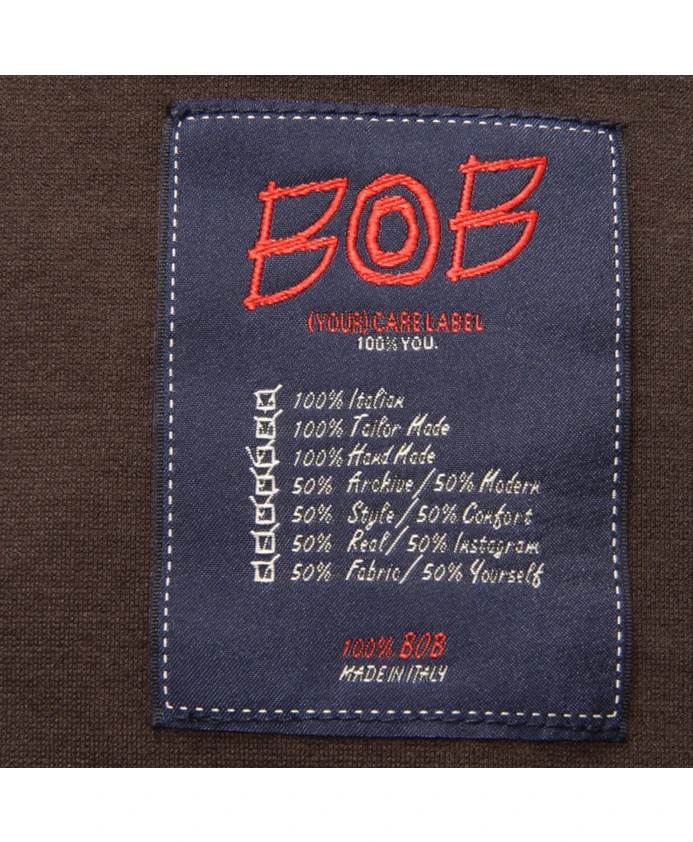 BOB
(YOUR) CARE LABEL
100% YOU.
100% Italian
100% Tailor Made
100% Hand Made
50% Archive / 50% Modern
50% Style / 50% Confort
50% Real / 50% Instagram
50% Fabric / 50% Yourself
100% BOB
MADE IN ITALY